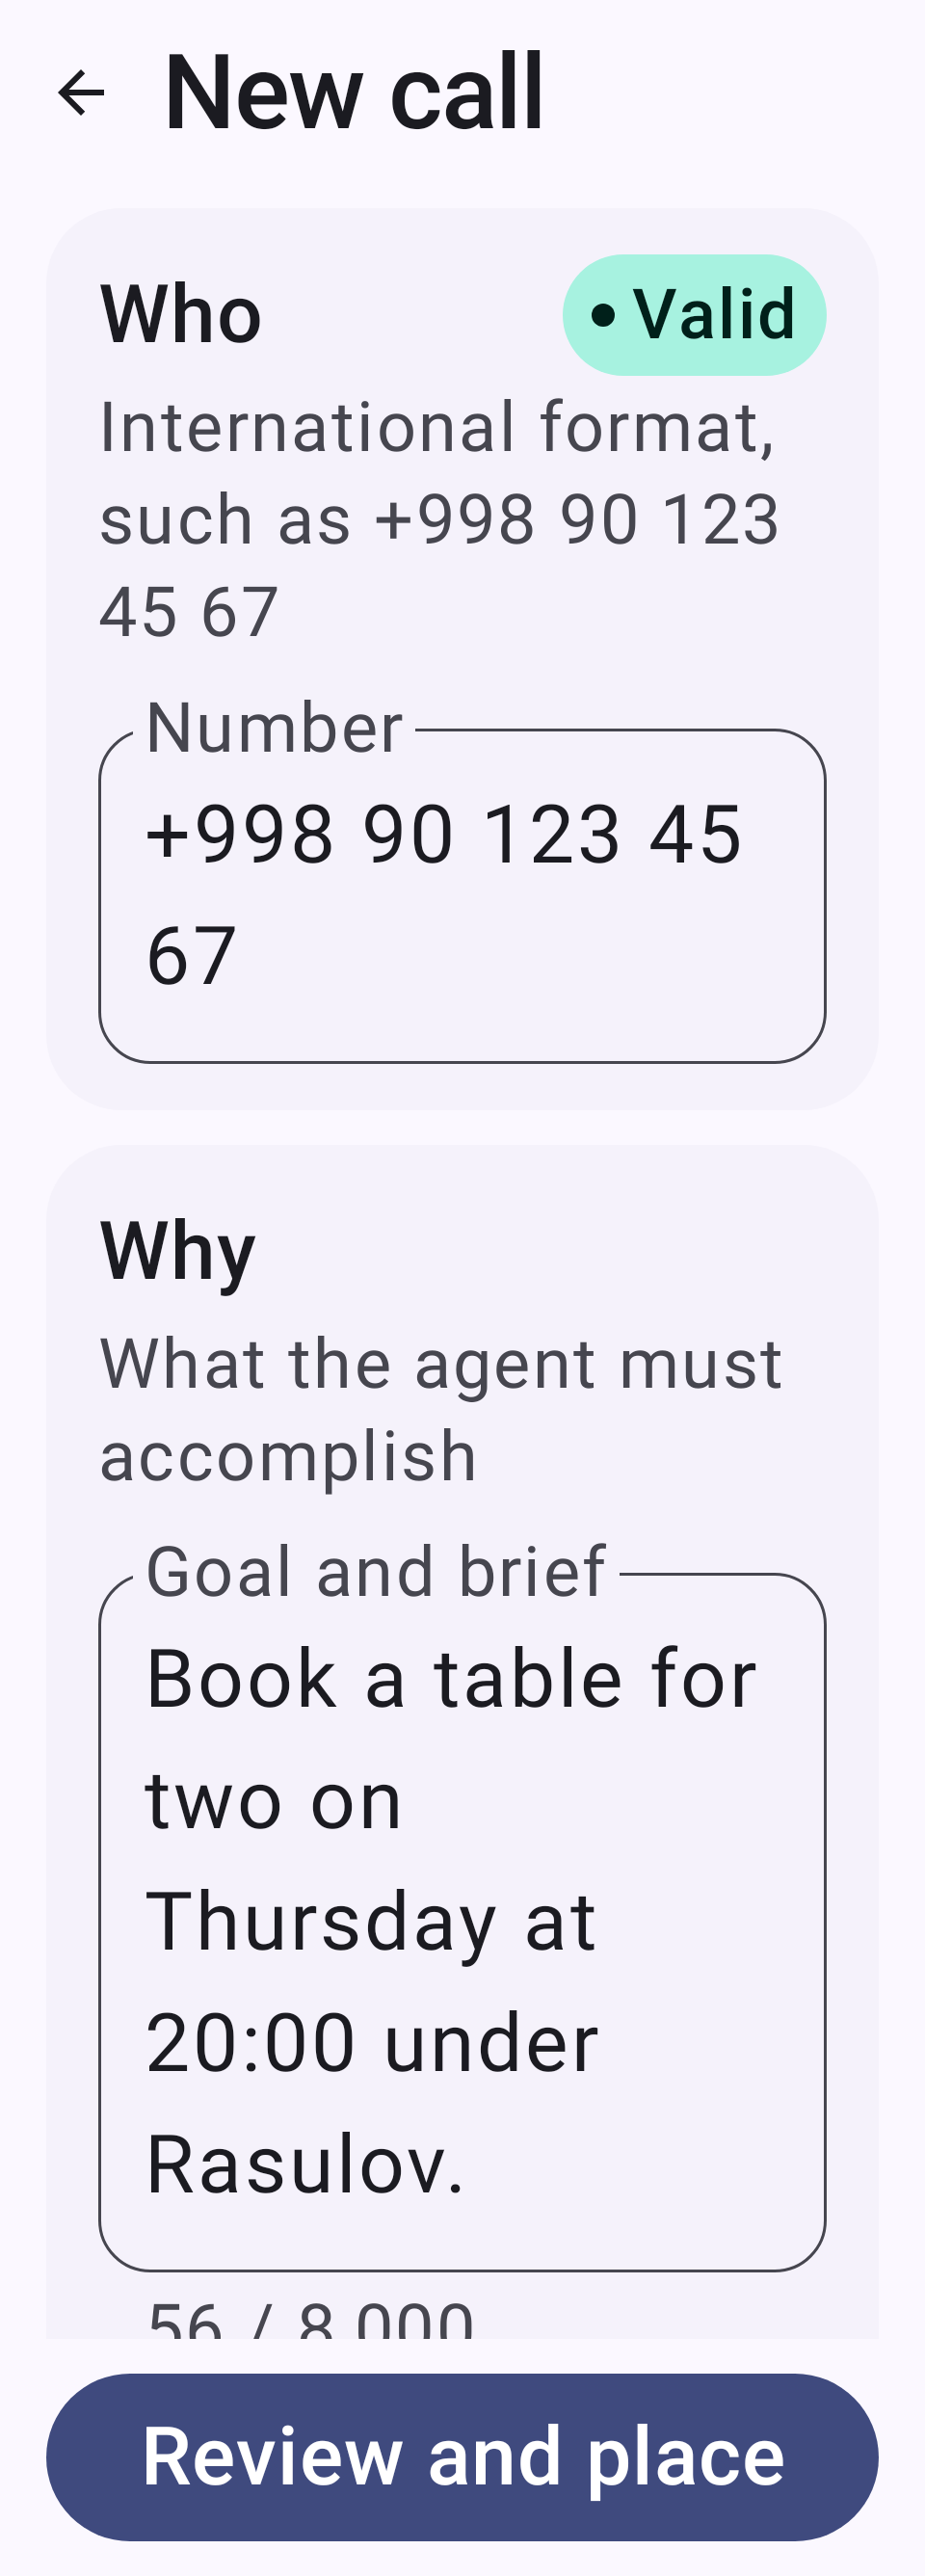 New call
Who
Valid
International format,
such as +998 90 123
45 67
Number
+998 90 123 45
67
Why
What the agent must
accomplish
Goal and brief
Book a table for
two on
Thursday at
20:00 under
Rasulov.
56 / 8 000
Review and place